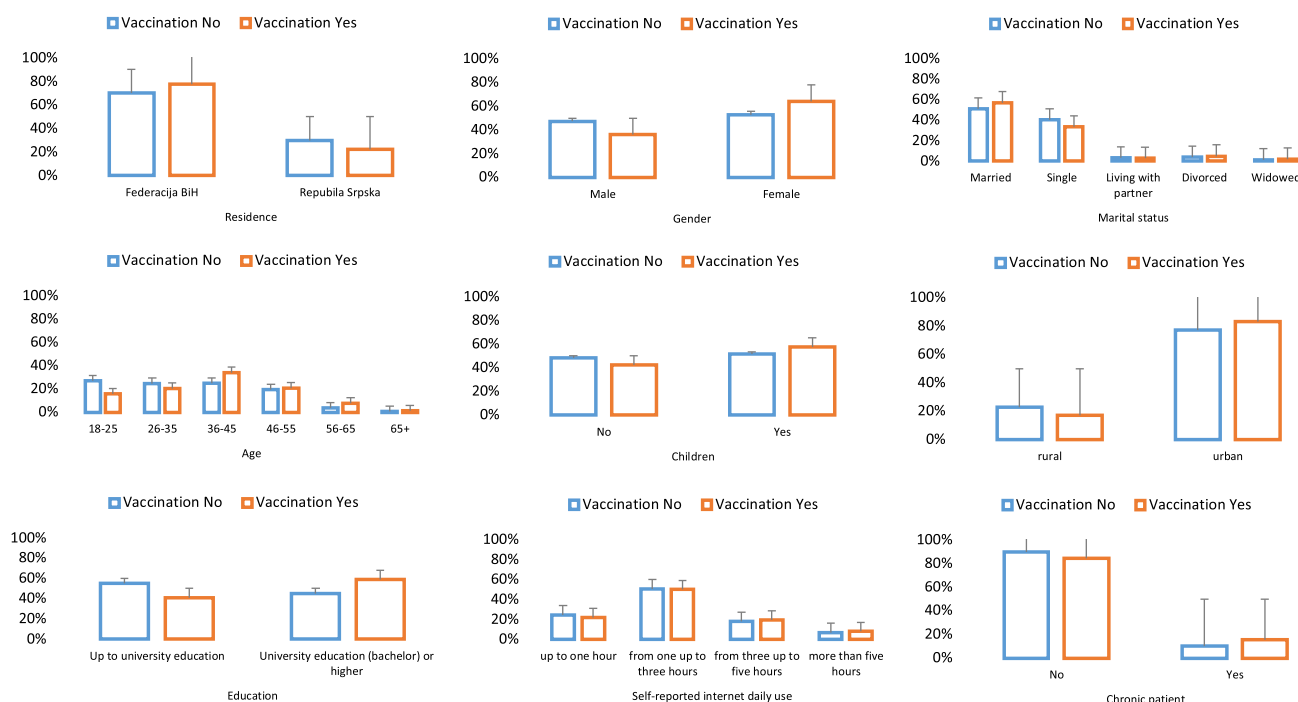 Vaccination No Vaccination Yes
100%
80%
60%
40%
20%
0%
Federacija BiH Repubila Srpska
Residence
Vaccination No Vaccination Yes
100%
80%
60%
40%
20%
0%
Male Female
Gender
Vaccination No Vaccination Yes
100%
80%
60%
40%
20%
0%
Married Single Living with partner Divorced Widowed
Marital status
Vaccination No Vaccination Yes
100%
80%
60%
40%
20%
0%
18-25 26-35 36-45 46-55 56-65 65+
Age
Vaccination No Vaccination Yes
100%
80%
60%
40%
20%
0%
No Yes
Children
Vaccination No Vaccination Yes
100%
80%
60%
40%
20%
0%
rural urban
Vaccination No Vaccination Yes
100%
80%
60%
40%
20%
0%
Up to university education University education (bachelor) or
higher
Education
Vaccination No Vaccination Yes
100%
80%
60%
40%
20%
0%
up to one hour from one up to three hours from three up to five hours more than five hours
Self-reported internet daily use
Vaccination No Vaccination Yes
100%
80%
60%
40%
20%
0%
No Yes
Chronic patient